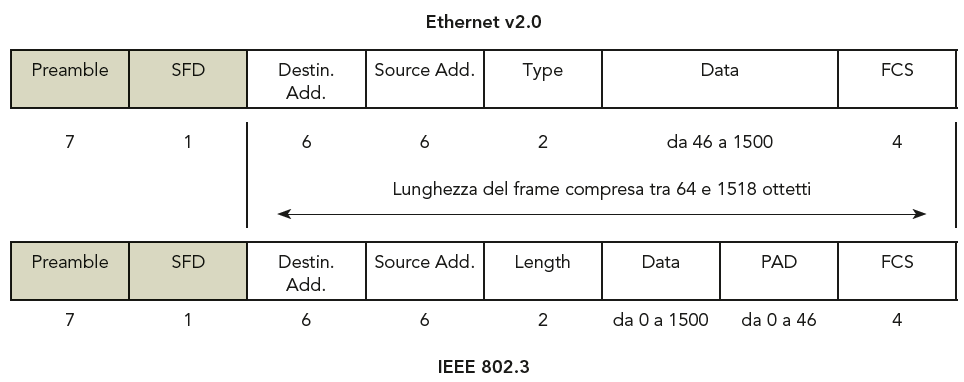 Ethernet v2.0
Preamble SFD Destin. Add. Source Add. Type Data FCS
7 1 6 6 2 da 46 a 1500 4
Lunghezza del frame compresa tra 64 e 1518 ottetti
Preamble SFD Destin. Add. Source Add. Length Data PAD FCS
7 1 6 6 2 da 0 a 1500 da 0 a 46 4
IEEE 802.3